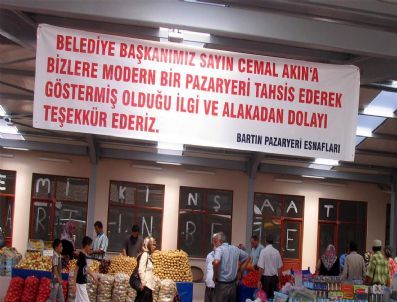 BELEDİYE BAŞKANIMIZ SAYIN CEMAL AKIN'A
BİZLERE MODERN BİR PAZARYERİ TAHSİS EDEREK
GÖSTERMİŞ OLDUĞU İLGİ VE ALAKADAN DOLAYI
TEŞEKKÜR EDERİZ.
BARTIN PAZARYERİ ESNAFLARI
E M İ K İ N Ş A A T